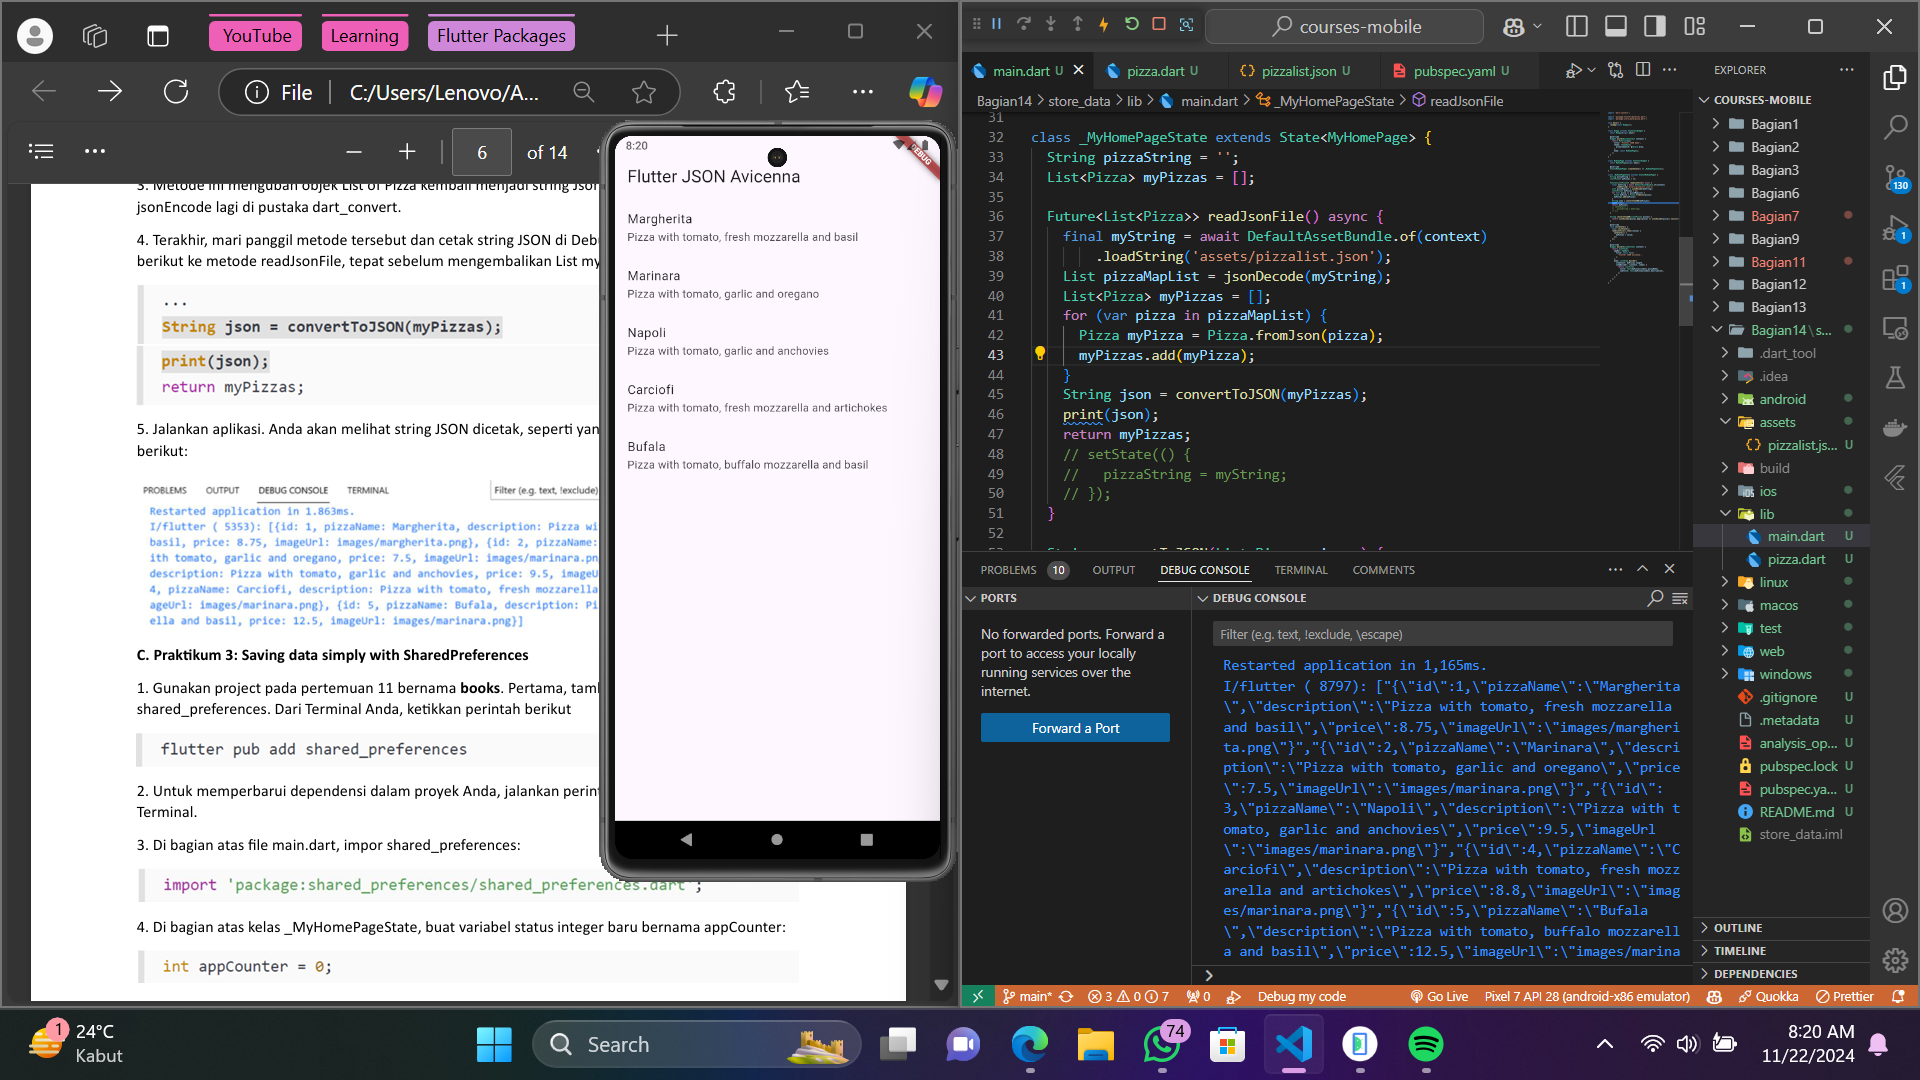 YouTube
Learning
Flutter Packages
File
C:/Users/Lenovo/A...
6
of 14
3. Metode ini mengubah objek List of Pizza kembali menjadi string Json
jsonEncode lagi di pustaka dart_convert.
4. Terakhir, mari panggil metode tersebut dan cetak string JSON di Debu
berikut ke metode readJsonFile, tepat sebelum mengembalikan List my
...
String json = convertToJSON(myPizzas);
print(json);
return myPizzas;
5. Jalankan aplikasi. Anda akan melihat string JSON dicetak, seperti yan
berikut:
PROBLEMS OUTPUT DEBUG CONSOLE TERMINAL Filter (e.g. text, !exclude)
Restarted application in 1.863ms.
I/flutter ( 5353): [{id: 1, pizzaName: Margherita, description: Pizza wi
basil, price: 8.75, imageUrl: images/margherita.png}, {id: 2, pizzaName:
ith tomato, garlic and oregano, price: 7.5, imageUrl: images/marinara.pn
description: Pizza with tomato, garlic and anchovies, price: 9.5, imageU
4, pizzaName: Carciofi, description: Pizza with tomato, fresh mozzarella
ageUrl: images/marinara.png}, {id: 5, pizzaName: Bufala, description: Pi
ella and basil, price: 12.5, imageUrl: images/marinara.png}]
C. Praktikum 3: Saving data simply with SharedPreferences
1. Gunakan project pada pertemuan 11 bernama books. Pertama, taml
shared_preferences. Dari Terminal Anda, ketikkan perintah berikut
flutter pub add shared_preferences
2. Untuk memperbarui dependensi dalam proyek Anda, jalankan perint
Terminal.
3. Di bagian atas file main.dart, impor shared_preferences:
import 'package:shared_preferences/shared_preferences.dart';
4. Di bagian atas kelas _MyHomePageState, buat variabel status integer baru bernama appCounter:
int appCounter = 0;
8:20
DEBUG
Flutter JSON Avicenna
Margherita
Pizza with tomato, fresh mozzarella and basil
Marinara
Pizza with tomato, garlic and oregano
Napoli
Pizza with tomato, garlic and anchovies
Carciofi
Pizza with tomato, fresh mozzarella and artichokes
Bufala
Pizza with tomato, buffalo mozzarella and basil
courses-mobile
main.dart U
pizza.dart U
pizzalist.json U
pubspec.yaml U
Bagian14 > store_data > lib > main.dart > _MyHomePageState > readJsonFile
31
32 class _MyHomePageState extends State<MyHomePage> {
33 String pizzaString = '';
34 List<Pizza> myPizzas = [];
35
36 Future<List<Pizza>> readJsonFile() async {
37 final myString = await DefaultAssetBundle.of(context)
38 .loadString('assets/pizzalist.json');
39 List pizzaMapList = jsonDecode(myString);
40 List<Pizza> myPizzas = [];
41 for (var pizza in pizzaMapList) {
42 Pizza myPizza = Pizza.fromJson(pizza);
43 myPizzas.add(myPizza);
44 }
45 String json = convertToJSON(myPizzas);
46 print(json);
47 return myPizzas;
48 // setState(() {
49 // pizzaString = myString;
50 // });
51 }
52
PROBLEMS 10 OUTPUT DEBUG CONSOLE TERMINAL COMMENTS
PORTS
No forwarded ports. Forward a
port to access your locally
running services over the
internet.
Forward a Port
DEBUG CONSOLE
Filter (e.g. text, !exclude, \escape)
Restarted application in 1,165ms.
I/flutter ( 8797): ["{\"id\":1,\"pizzaName\":\"Margherita
\",\"description\":\"Pizza with tomato, fresh mozzarella
and basil\",\"price\":8.75,\"imageUrl\":\"images/margheri
ta.png\"}","{\"id\":2,\"pizzaName\":\"Marinara\",\"descri
ption\":\"Pizza with tomato, garlic and oregano\",\"price
\":7.5,\"imageUrl\":\"images/marinara.png\"}","{\"id\":
3,\"pizzaName\":\"Napoli\",\"description\":\"Pizza with t
omato, garlic and anchovies\",\"price\":9.5,\"imageUrl
\":\"images/marinara.png\"}","{\"id\":4,\"pizzaName\":\"C
arciofi\",\"description\":\"Pizza with tomato, fresh mozz
arella and artichokes\",\"price\":8.8,\"imageUrl\":\"imag
es/marinara.png\"}","{\"id\":5,\"pizzaName\":\"Bufala
\",\"description\":\"Pizza with tomato, buffalo mozzarell
a and basil\",\"price\":12.5,\"imageUrl\":\"images/marina
EXPLORER
COURSES-MOBILE
Bagian1
Bagian2
Bagian3
Bagian6
Bagian7
Bagian9
Bagian11
Bagian12
Bagian13
Bagian14\s...
.dart_tool
.idea
android
assets
pizzalist.js... U
build
ios
lib
main.dart U
pizza.dart U
linux
macos
test
web
windows
.gitignore U
.metadata U
analysis_op... U
pubspec.lock U
pubspec.ya... U
README.md U
store_data.iml
OUTLINE
TIMELINE
DEPENDENCIES
130
1
1
main* 3 0 7 0 Debug my code Go Live Pixel 7 API 28 (android-x86 emulator) Quokka Prettier
1
24°C
Kabut
Search
74
8:20 AM
11/22/2024